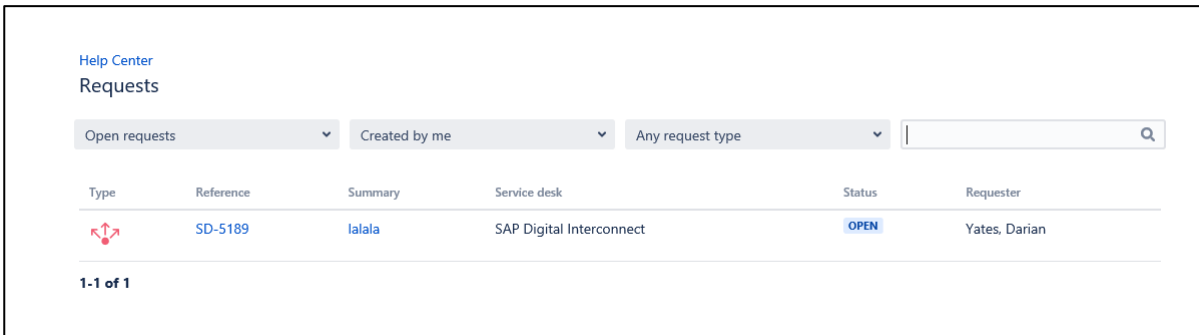 Help Center
Requests
Open requests Created by me Any request type
Type Reference Summary Service desk Status Requester
SD-5189 lalala SAP Digital Interconnect OPEN Yates, Darian
1-1 of 1